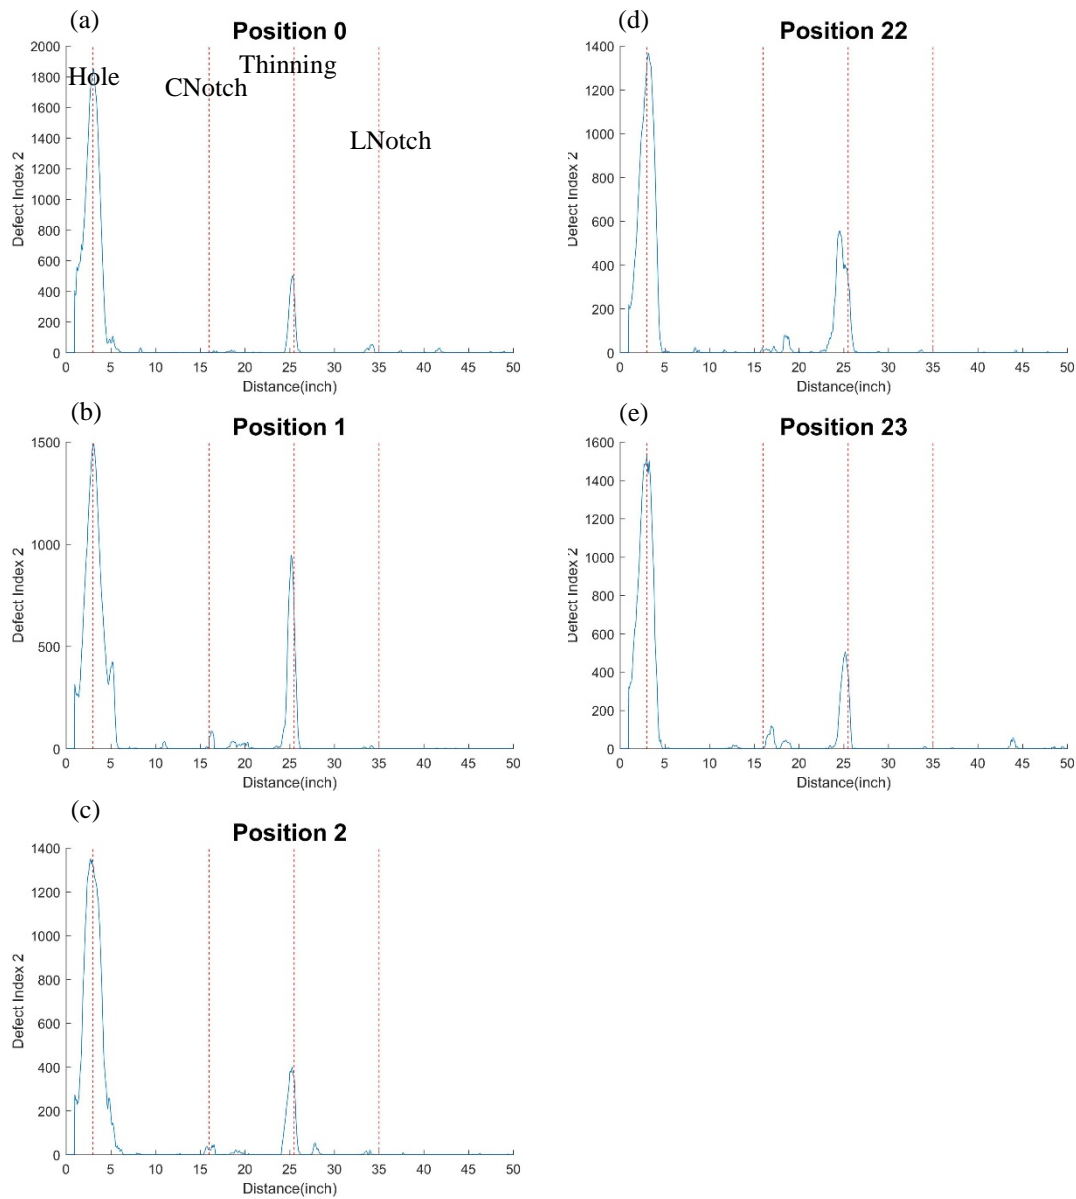 (a)
Position 0
2000
1800
1600
1400
1200
1000
800
600
400
200
0
Hole
CNotch
Thinning
LNotch
Defect Index 2
0 5 10 15 20 25 30 35 40 45 50
Distance(inch)
(d)
Position 22
1400
1200
1000
800
600
400
200
0
Defect Index 2
0 5 10 15 20 25 30 35 40 45 50
Distance(inch)
(b)
Position 1
1500
1000
500
0
Defect Index 2
0 5 10 15 20 25 30 35 40 45 50
Distance(inch)
(e)
Position 23
1600
1400
1200
1000
800
600
400
200
0
Defect Index 2
0 5 10 15 20 25 30 35 40 45 50
Distance(inch)
(c)
Position 2
1400
1200
1000
800
600
400
200
0
Defect Index 2
0 5 10 15 20 25 30 35 40 45 50
Distance(inch)